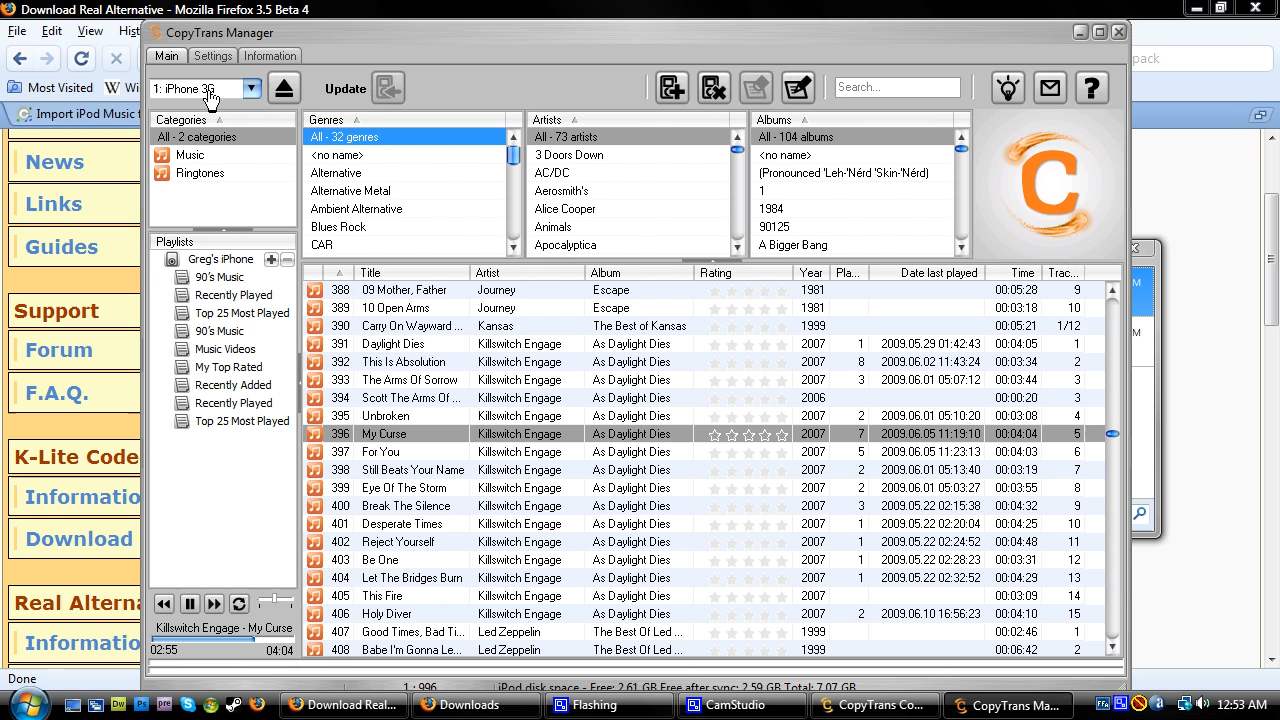 Download Real Alternative - Mozilla Firefox 3.5 Beta 4
File Edit View
Most Visited W Wi
Import iPod Music t
pack
News
Links
Guides
Support
Forum
F.A.Q.
K-Lite Code
Informatio
Download
Real Alterna
Informatio
Done
CopyTrans Manager
Main Settings Information
1: iPhone 3G
Update
Search...
?
Categories
All - 2 categories
Music
Ringtones
Genres
All - 32 genres
<no name>
Alternative
Alternative Metal
Ambient Alternative
Blues Rock
CAR
Artists
All - 73 artists
3 Doors Down
AC/DC
Aerosmith's
Alice Cooper
Animals
Apocalyptica
Albums
All - 104 albums
<no name>
(Pronounced 'Leh-'Nérd 'Skin-'Nérd)
1
1984
90125
A Bigger Bang
C
Playlists
Greg's iPhone
90's Music
Recently Played
Top 25 Most Played
90's Music
Music Videos
My Top Rated
Recently Added
Recently Played
Top 25 Most Played
Killswitch Engage - My Curse
02:55 04:04
Title Artist Album Rating Year Pla... Date last played Time Trac...
388 09 Mother, Father Journey Escape 1981 00:05:28 9
389 10 Open Arms Journey Escape 1981 00:03:18 10
390 Carry On Wayward ... Kansas The Best of Kansas 1999 00:05:21 1/12
391 Daylight Dies Killswitch Engage As Daylight Dies 2007 1 2009.05.29 01:42:43 00:04:05 1
392 This Is Absolution Killswitch Engage As Daylight Dies 2007 8 2009.06.02 11:43:24 00:03:34 2
393 The Arms Of Sorrow Killswitch Engage As Daylight Dies 2007 3 2009.06.01 05:07:12 00:03:44 3
394 Scott The Arms Of ... Killswitch Engage As Daylight Dies 2006 00:00:20 3
395 Unbroken Killswitch Engage As Daylight Dies 2007 2 2009.06.01 05:10:20 00:03:08 4
396 My Curse Killswitch Engage As Daylight Dies 2007 7 2009.06.05 11:19:10 00:04:04 5
397 For You Killswitch Engage As Daylight Dies 2007 5 2009.06.05 11:23:13 00:04:03 6
398 Still Beats Your Name Killswitch Engage As Daylight Dies 2007 2 2009.06.01 05:13:40 00:03:19 7
399 Eye Of The Storm Killswitch Engage As Daylight Dies 2007 2 2009.06.01 05:03:27 00:03:55 8
400 Break The Silence Killswitch Engage As Daylight Dies 2007 3 2009.05.22 02:15:38 00:04:32 9
401 Desperate Times Killswitch Engage As Daylight Dies 2007 1 2009.05.22 02:20:04 00:04:25 10
402 Reject Yourself Killswitch Engage As Daylight Dies 2007 1 2009.05.22 02:24:52 00:04:48 11
403 Be One Killswitch Engage As Daylight Dies 2007 1 2009.05.22 02:28:23 00:03:31 12
404 Let The Bridges Burn Killswitch Engage As Daylight Dies 2007 1 2009.05.22 02:32:52 00:04:29 13
405 This Fire Killswitch Engage As Daylight Dies 2007 00:03:09 14
406 Holy Diver Killswitch Engage As Daylight Dies 2007 2 2009.06.10 16:56:23 00:04:10 15
407 Good Times, Bad Ti... Led Zeppelin The Best Of Led ... 1999 00:02:46 1
408 Babe I'm Gonna Le... Led Zeppelin The Best Of Led ... 1999 00:06:42 2
1 : 996 iPod disk space - Free: 2.61 GB Free after sync: 2.59 GB Total: 7.07 GB
M
M
Dw Ps pre
Download Real... Downloads Flashing CamStudio CopyTrans Co... CopyTrans Ma... 12:53 AM